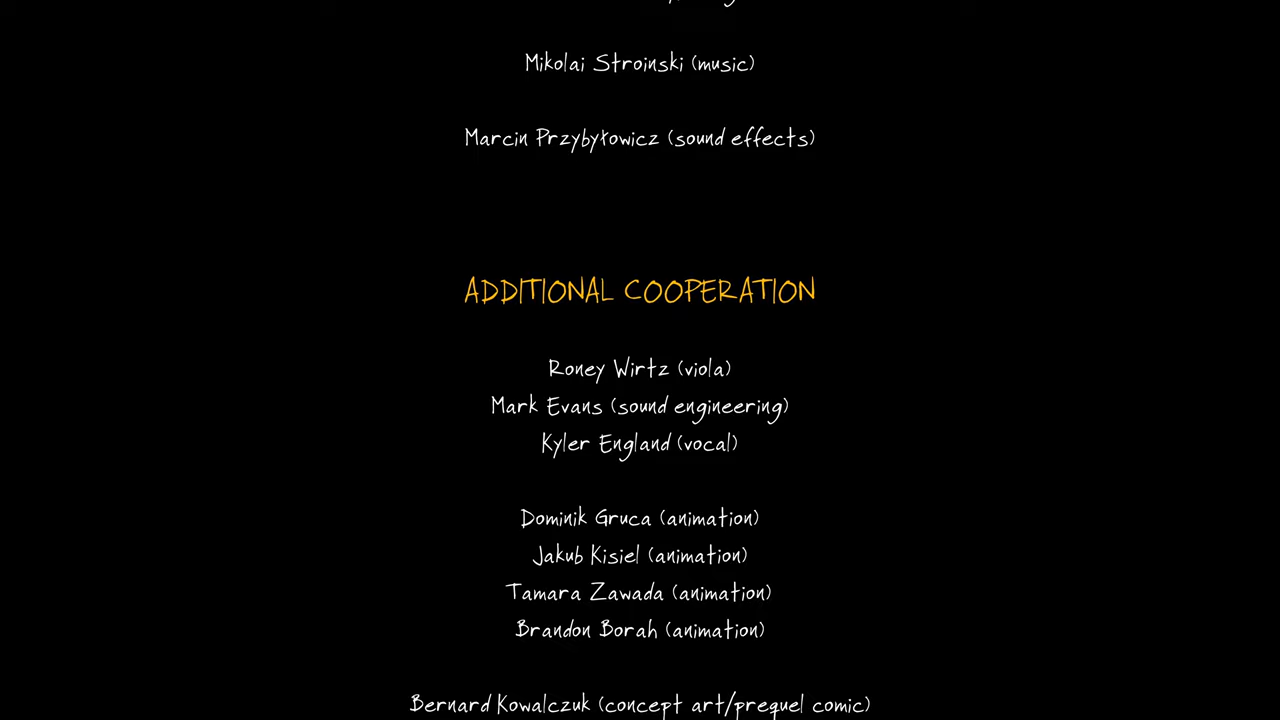 Mikolai Stroinski (music)
Marcin Przybyłowicz (sound effects)
ADDITIONAL COOPERATION
Roney Wirtz (viola)
Mark Evans (sound engineering)
Kyler England (vocal)
Dominik Gruca (animation)
Jakub Kisiel (animation)
Tamara Zawada (animation)
Brandon Borah (animation)
Bernard Kowalczuk (concept art/prequel comic)